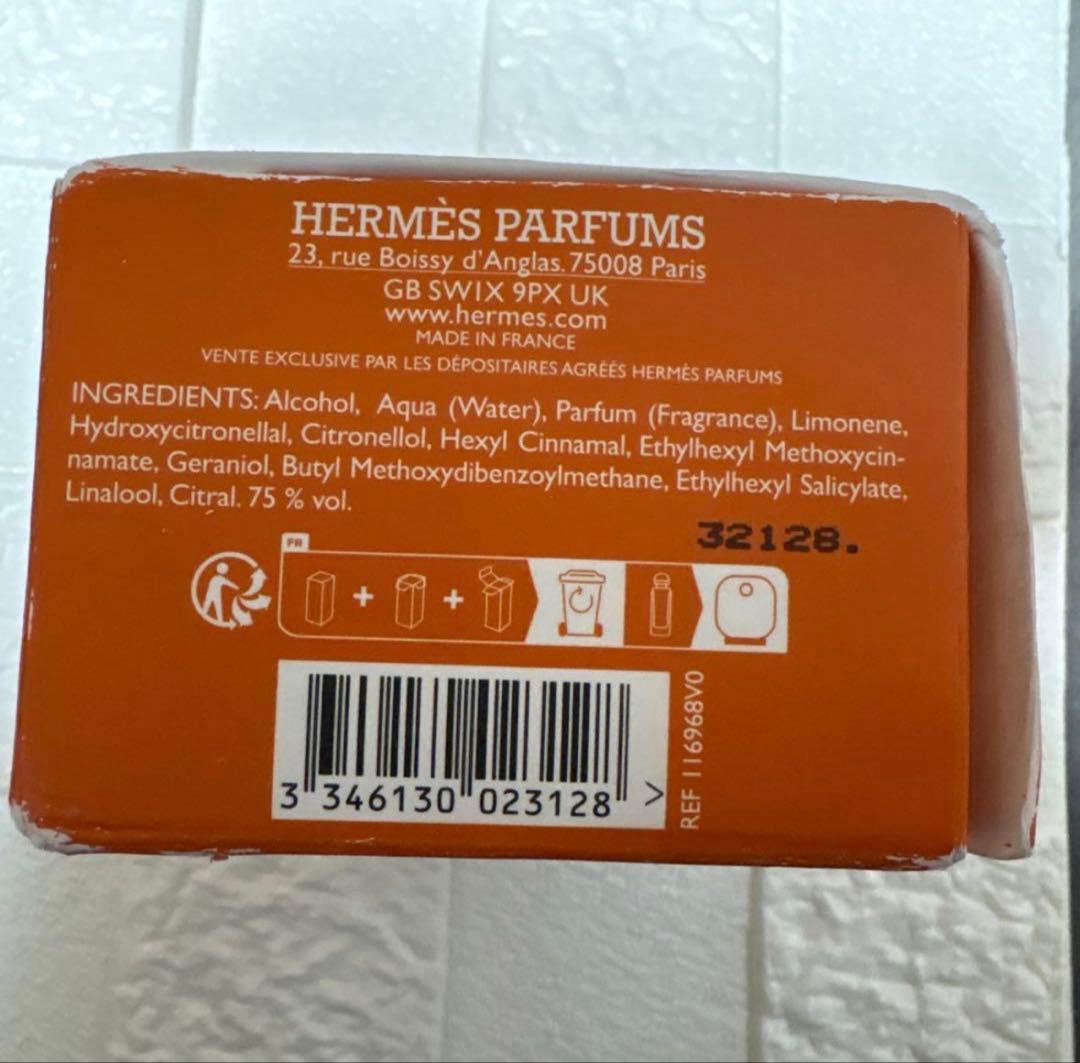 HERMÈS PARFUMS
23, rue Boissy d'Anglas. 75008 Paris
GB SW1X 9PX UK
www.hermes.com
MADE IN FRANCE
VENTE EXCLUSIVE PAR LES DÉPOSITAIRES AGRÉÉS HERMÈS PARFUMS
INGREDIENTS: Alcohol, Aqua (Water), Parfum (Fragrance), Limonene,
Hydroxycitronellal, Citronellol, Hexyl Cinnamal, Ethylhexyl Methoxycin-
namate, Geraniol, Butyl Methoxydibenzoylmethane, Ethylhexyl Salicylate,
Linalool, Citral. 75 % vol.
32128.
FR
+ +
3 346130 023128 >
REF 116968V0